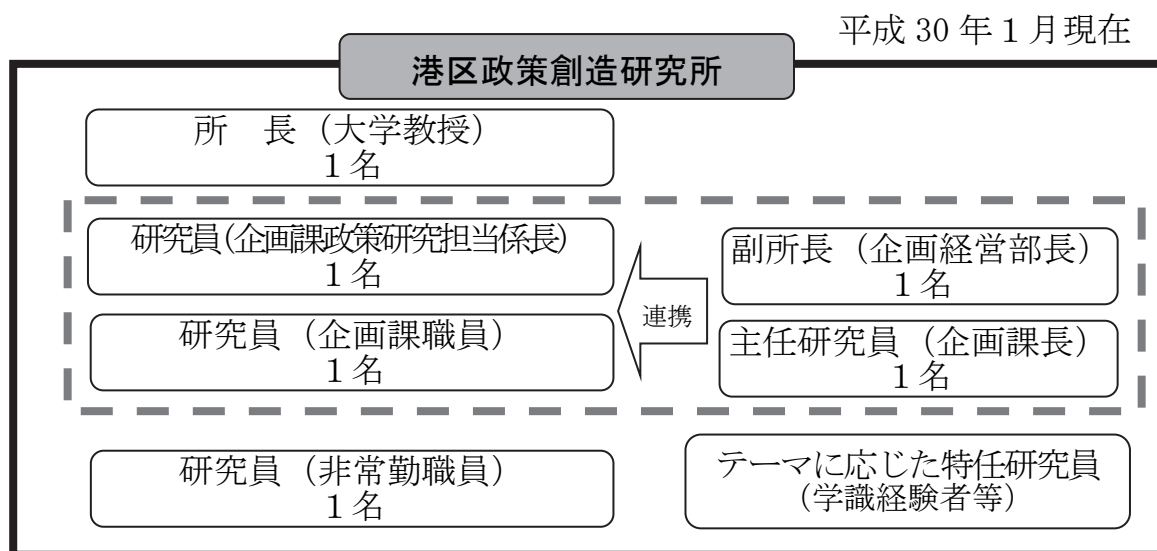 平成 30 年１月現在
港区政策創造研究所
所　長（大学教授）
１名
研究員（企画課政策研究担当係長）
１名
研究員（企画課職員）
１名
連携
副所長（企画経営部長）
１名
主任研究員（企画課長）
１名
研究員（非常勤職員）
１名
テーマに応じた特任研究員
（学識経験者等）